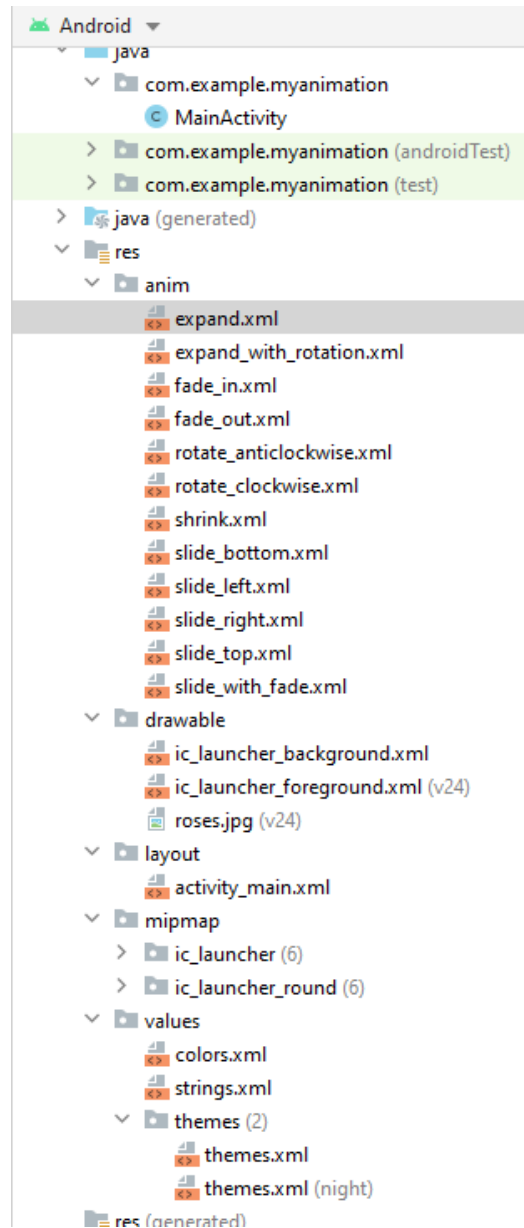 Android
java
com.example.myanimation
C MainActivity
com.example.myanimation (androidTest)
com.example.myanimation (test)
java (generated)
res
anim
expand.xml
expand_with_rotation.xml
fade_in.xml
fade_out.xml
rotate_anticlockwise.xml
rotate_clockwise.xml
shrink.xml
slide_bottom.xml
slide_left.xml
slide_right.xml
slide_top.xml
slide_with_fade.xml
drawable
ic_launcher_background.xml
ic_launcher_foreground.xml (v24)
roses.jpg (v24)
layout
activity_main.xml
mipmap
ic_launcher (6)
ic_launcher_round (6)
values
colors.xml
strings.xml
themes (2)
themes.xml
themes.xml (night)
res (generated)